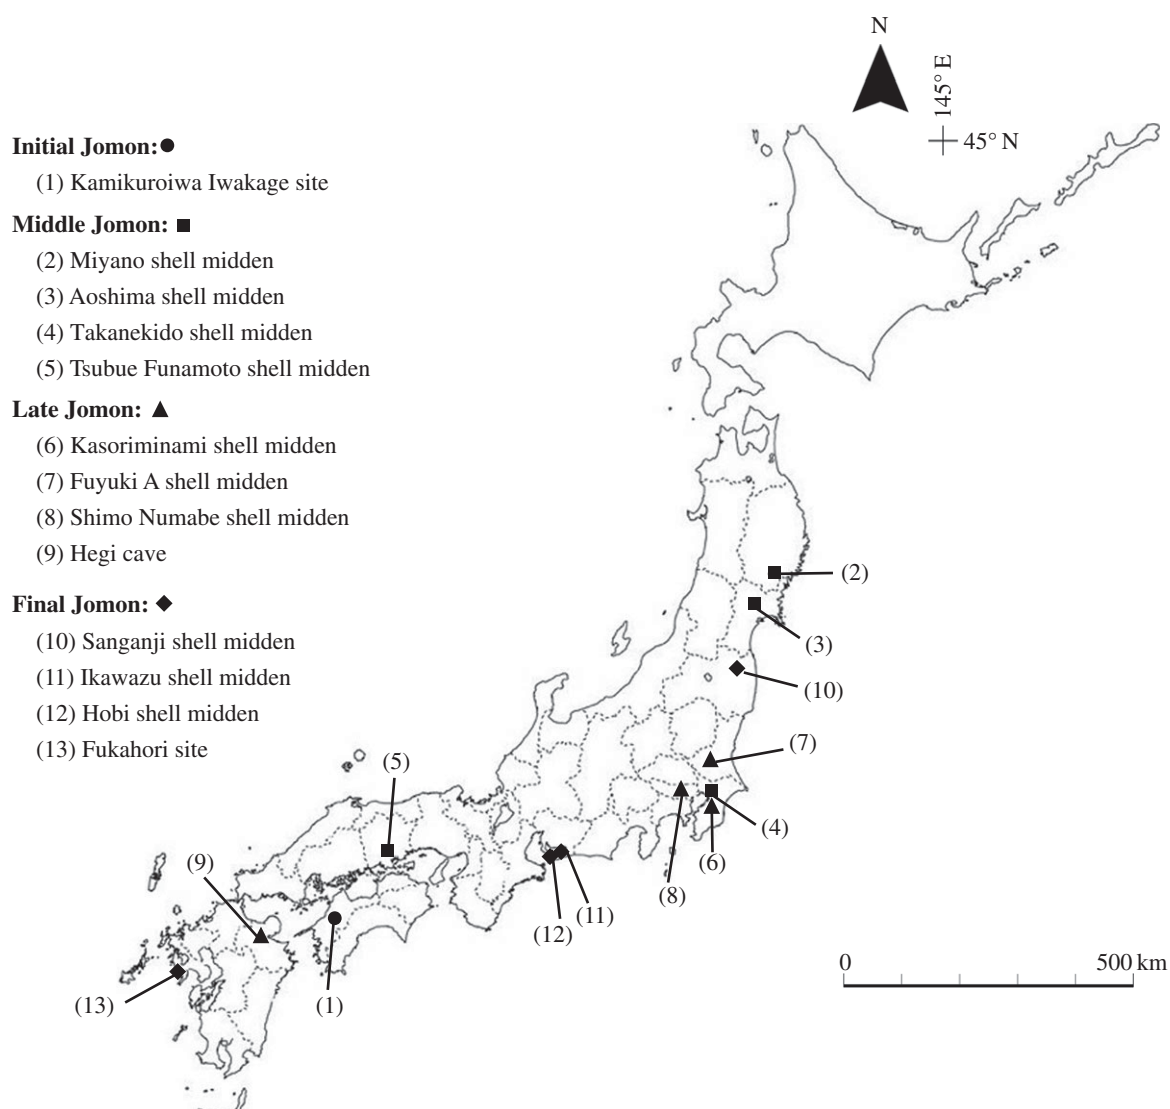 N
145° E
45° N
Initial Jomon:
(1) Kamikuroiwa Iwakage site
Middle Jomon:
(2) Miyano shell midden
(3) Aoshima shell midden
(4) Takanekido shell midden
(5) Tsubue Funamoto shell midden
Late Jomon:
(6) Kasoriminami shell midden
(7) Fuyuki A shell midden
(8) Shimo Numabe shell midden
(9) Hegi cave
Final Jomon:
(10) Sanganji shell midden
(11) Ikawazu shell midden
(12) Hobi shell midden
(13) Fukahori site
(2)
(3)
(10)
(7)
(5)
(4)
(9)
(6)
(8)
(11)
(12)
(13)
(1)
0 500 km